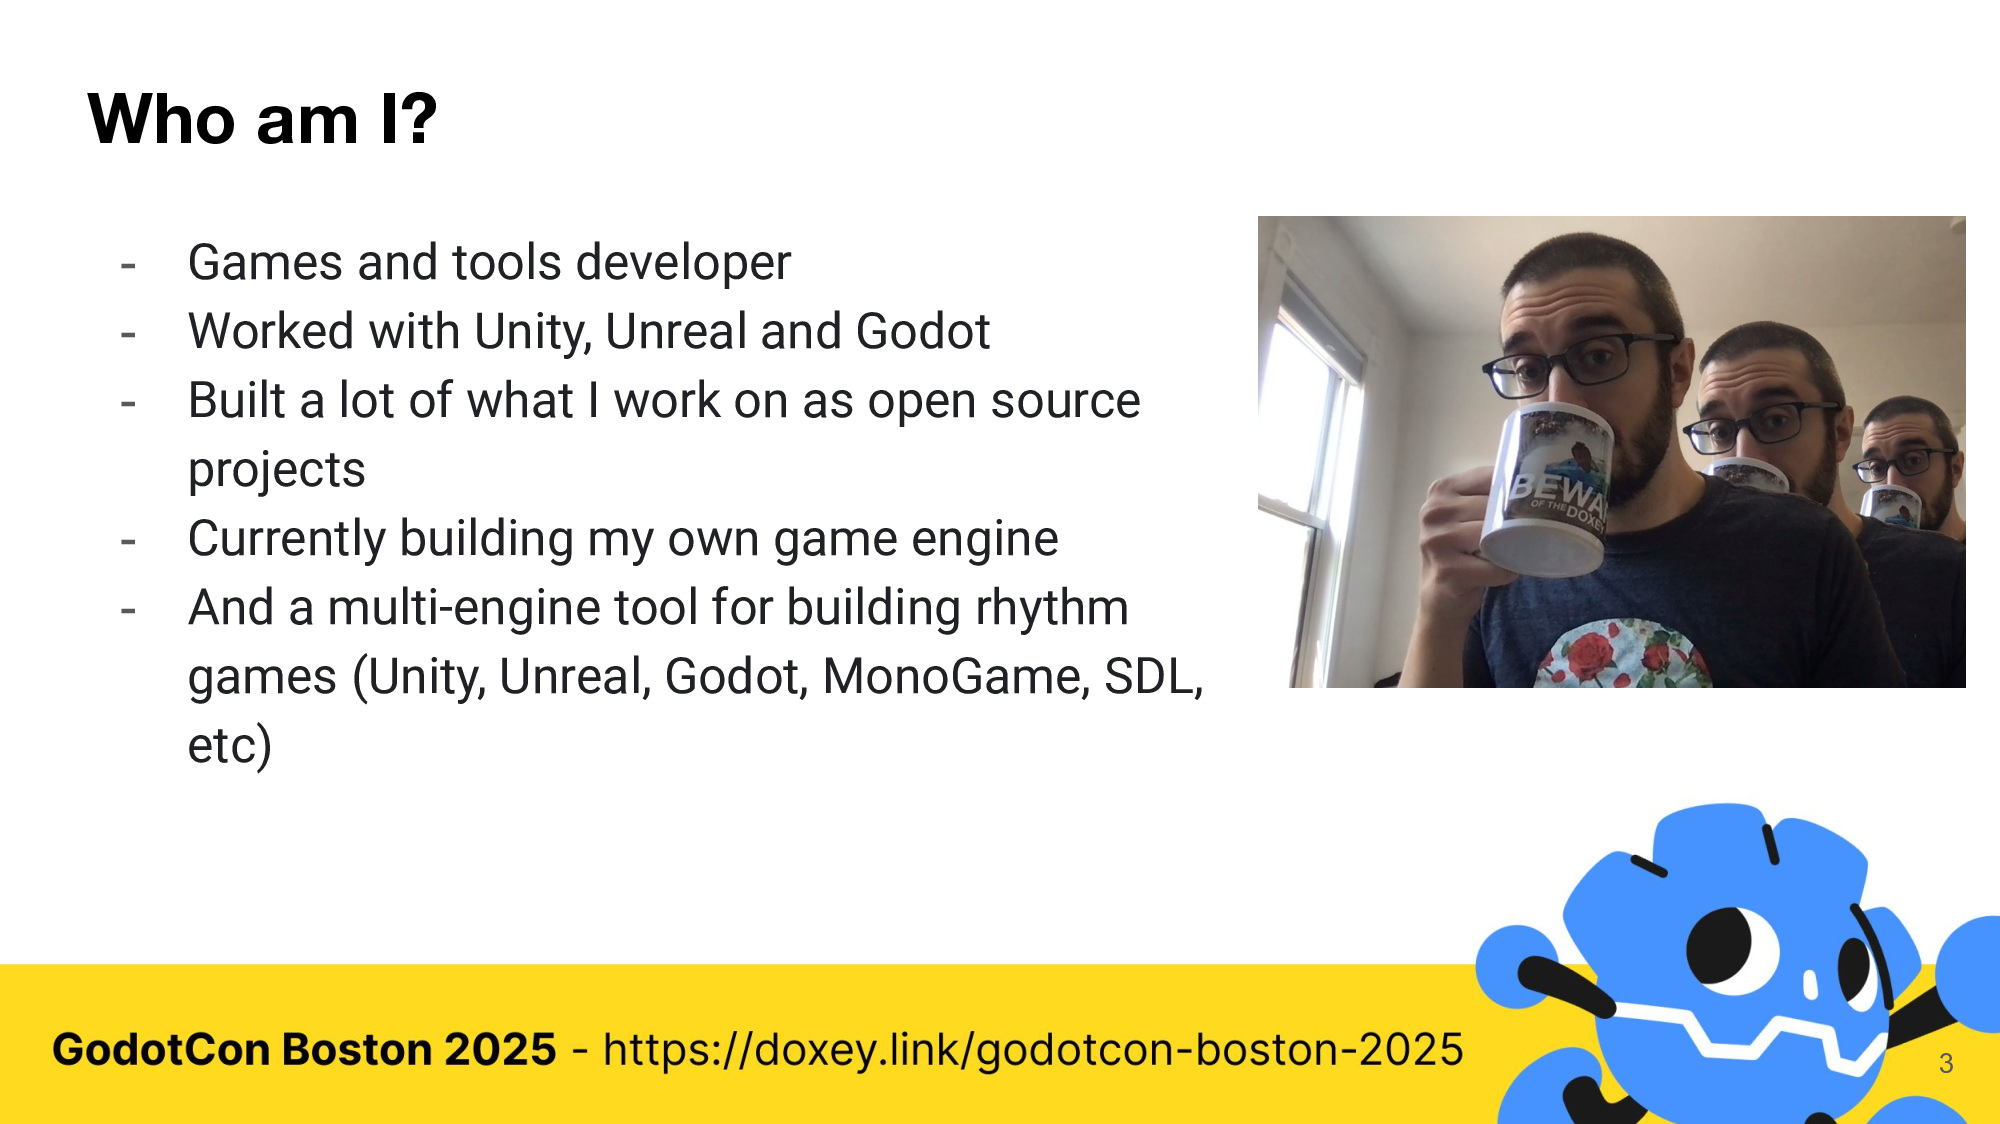 Who am I?
- Games and tools developer
- Worked with Unity, Unreal and Godot
- Built a lot of what I work on as open source
projects
- Currently building my own game engine
- And a multi-engine tool for building rhythm
games (Unity, Unreal, Godot, MonoGame, SDL,
etc)
OF THE DOXEY
GodotCon Boston 2025 - https://doxey.link/godotcon-boston-2025
3